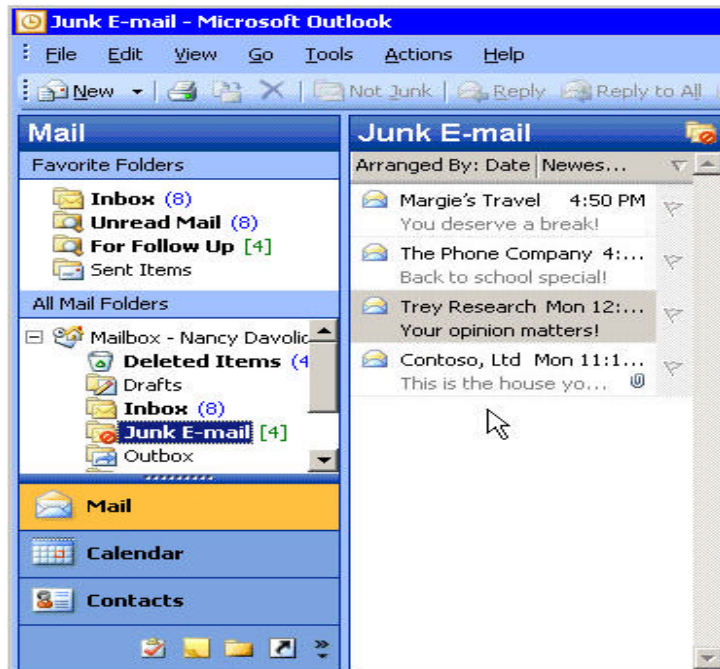 Junk E-mail - Microsoft Outlook
File Edit View Go Tools Actions Help
New Not Junk Reply Reply to All
Mail
Favorite Folders
Inbox (8)
Unread Mail (8)
For Follow Up [4]
Sent Items
All Mail Folders
Mailbox - Nancy Davolic
Deleted Items (4
Drafts
Inbox (8)
Junk E-mail [4]
Outbox
Mail
Calendar
Contacts
Junk E-mail
Arranged By: Date Newes...
Margie's Travel 4:50 PM
You deserve a break!
The Phone Company 4:...
Back to school special!
Trey Research Mon 12:...
Your opinion matters!
Contoso, Ltd Mon 11:1...
This is the house yo...